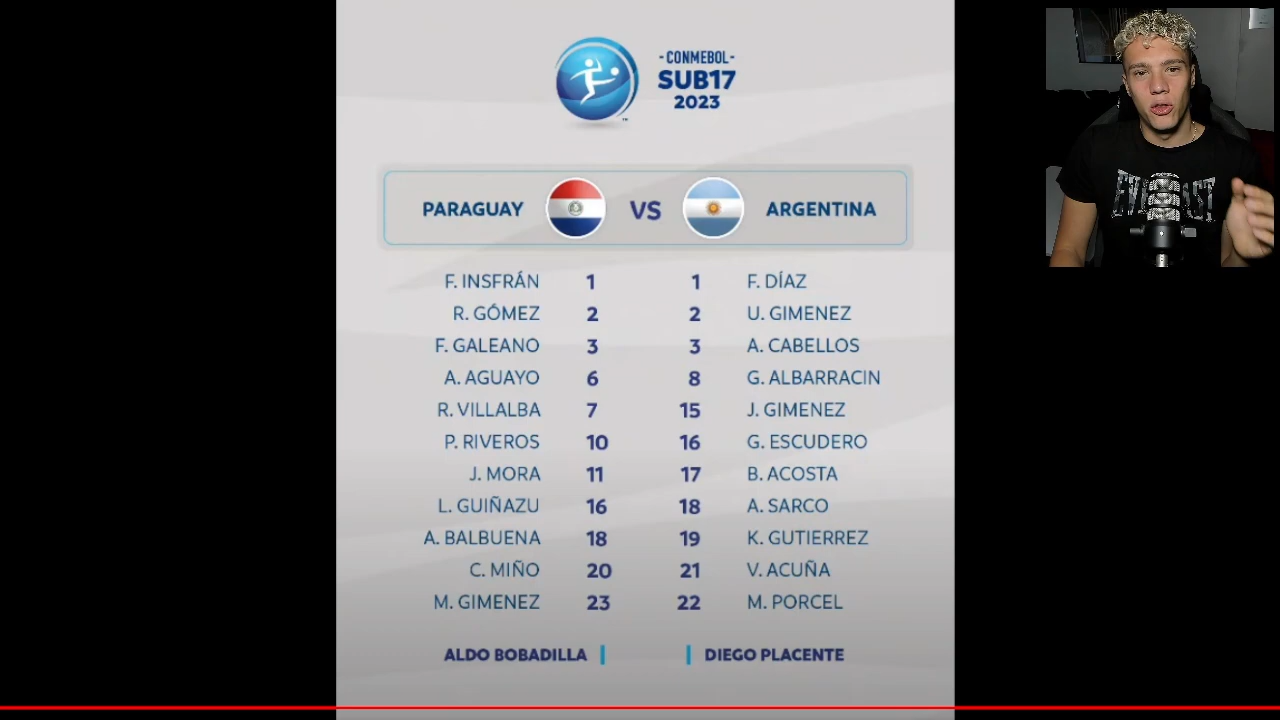 -CONMEBOL-
SUB17
2023
PARAGUAY VS ARGENTINA
F. INSFRÁN 1 1 F. DÍAZ
R. GÓMEZ 2 2 U. GIMENEZ
F. GALEANO 3 3 A. CABELLOS
A. AGUAYO 6 8 G. ALBARRACIN
R. VILLALBA 7 15 J. GIMENEZ
P. RIVEROS 10 16 G. ESCUDERO
J. MORA 11 17 B. ACOSTA
L. GUIÑAZU 16 18 A. SARCO
A. BALBUENA 18 19 K. GUTIERREZ
C. MIÑO 20 21 V. ACUÑA
M. GIMENEZ 23 22 M. PORCEL
ALDO BOBADILLA | | DIEGO PLACENTE
EVERLAST